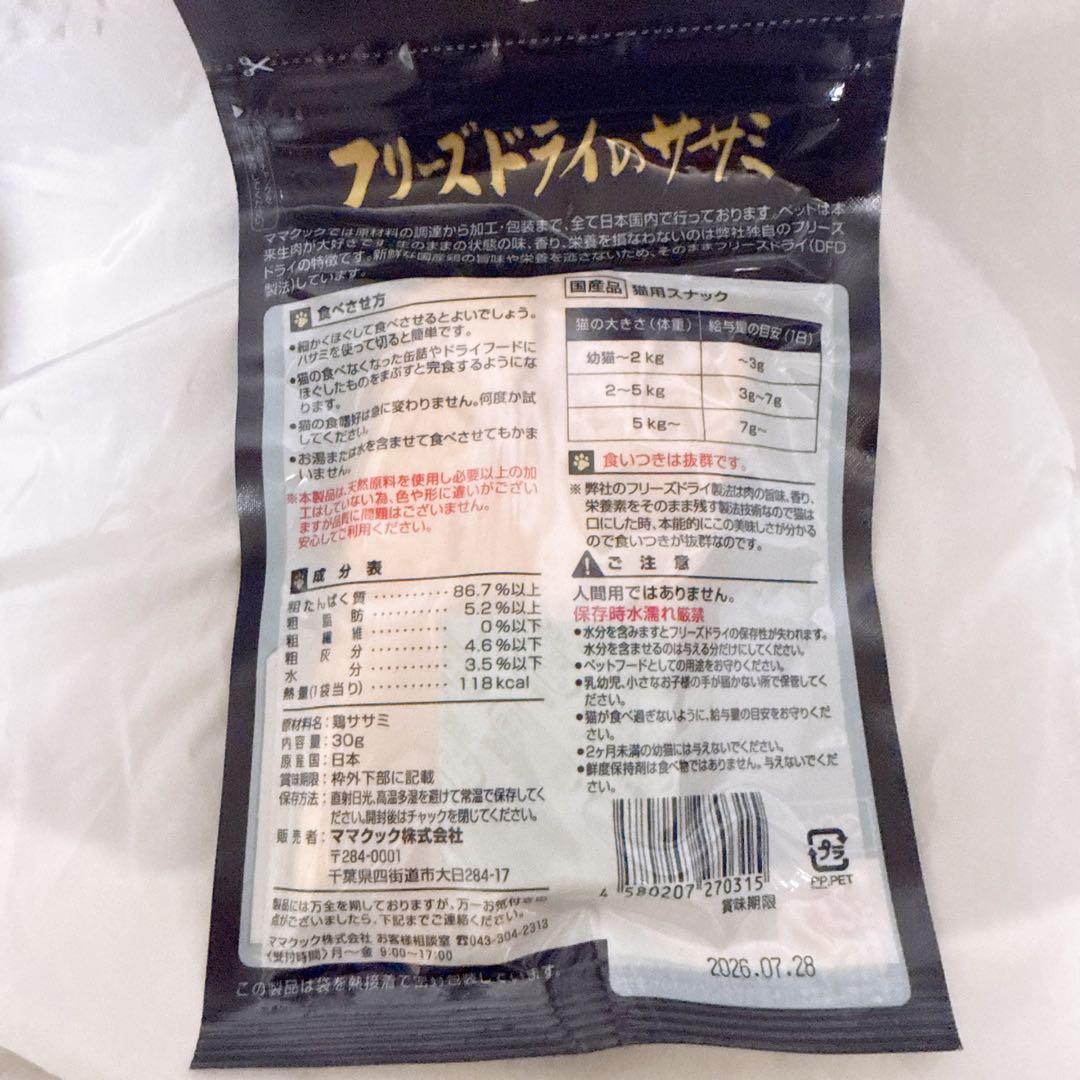 フリーズドライのササミ
ママクックでは原材料の調達から加工・包装まで、全て日本国内で行っております。ペットは本
来生肉が大好きです。生のままの状態の味、香り、栄養を損なわないのは弊社独自のフリーズ
ドライの特徴です。新鮮な国産鶏の旨味や栄養を逃さないため、そのままフリーズドライ(DFD
製法)しています。
食べさせ方
●細かくほぐして食べさせるとよいでしょう。
ハサミを使って切ると簡単です。
●猫の食べなくなった缶詰やドライフードに
ほぐしたものをまぶすと完食するようにな
ります。
●猫の食嗜好は急に変わりません。何度か試
してください。
●お湯または水を含ませて食べさせてもかま
いません。
※本製品は、天然原料を使用し必要以上の加
工はしていない為、色や形に違いがござい
ますが品質に問題はございません。
安心してご利用ください。
成分表
粗たんぱく質 ‥‥‥‥‥ 86.7%以上
粗脂肪 ‥‥‥‥‥ 5.2%以上
粗繊維 ‥‥‥‥‥ 0%以下
粗灰分 ‥‥‥‥‥ 4.6%以下
水分 ‥‥‥‥‥ 3.5%以下
熱量(1袋当り) ‥‥‥‥‥ 118kcal
原材料名：鶏ササミ
内容量：30g
原産国：日本
賞味期限：枠外下部に記載
保存方法：直射日光、高温多湿を避けて常温で保存してく
ださい。開封後はチャックを閉じてください。
販売者：ママクック株式会社
〒284-0001
千葉県四街道市大日284-17
製品には万全を期しておりますが、万一お気付きの
点がございましたら、下記までご連絡ください。
ママクック株式会社 お客様相談室 ☎043-304-2313
〈受付時間〉月〜金 9:00〜17:00
この製品は袋を熱接着で
国産品 猫用スナック
猫の大きさ(体重) 給与量の目安(1日)
幼猫〜2kg 〜3g
2〜5kg 3g〜7g
5kg〜 7g〜
食いつきは抜群です。
※弊社のフリーズドライ製法は肉の旨味、香り、
栄養素をそのまま残す製法技術なので猫は
口にした時、本能的にこの美味しさが分かる
ので食いつきが抜群なのです。
ご注意
人間用ではありません。
保存時水濡れ厳禁
●水分を含みますとフリーズドライの保存性が失われます。
水分を含ませるのは与える分だけにしてください。
●ペットフードとしての用途をお守りください。
●乳幼児、小さなお子様の手が届かない所で保管してく
ださい。
●猫が食べ過ぎないように、給与量の目安をお守りくだ
さい。
●2ヶ月未満の幼猫には与えないでください。
●鮮度保持剤は食べ物ではありません。与えないでくだ
さい。
4 580207 270315
プラ
PP.PET
賞味期限
2026.07.28